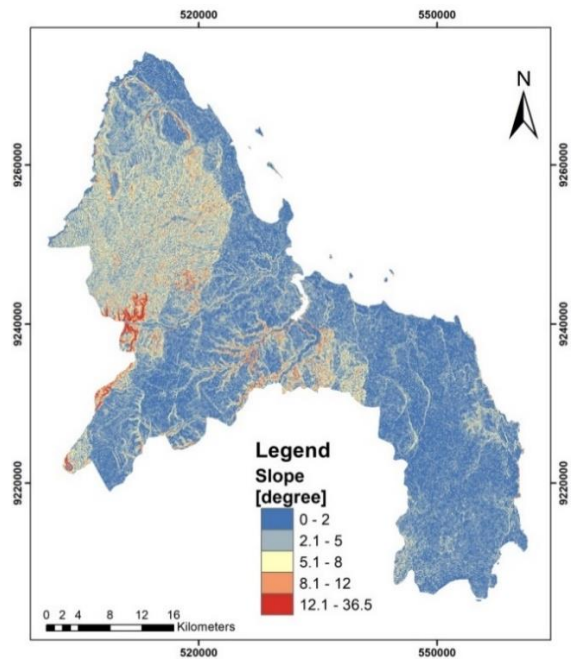 520000
550000
N
9260000
9260000
9240000
9240000
9220000
9220000
Legend
Slope
[degree]
0 - 2
2.1 - 5
5.1 - 8
8.1 - 12
12.1 - 36.5
0 2 4 8 12 16
Kilometers
520000
550000